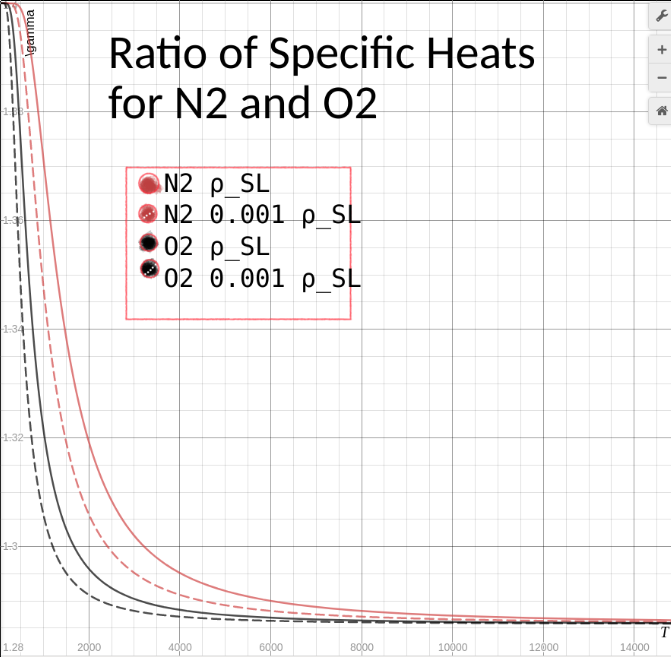 \gamma
Ratio of Specific Heats
for N2 and O2
1.38
N2 ρ_SL
N2 0.001 ρ_SL
1.36
O2 ρ_SL
O2 0.001 ρ_SL
1.34
1.32
1.3
T
1.28 2000 4000 6000 8000 10000 12000 14000